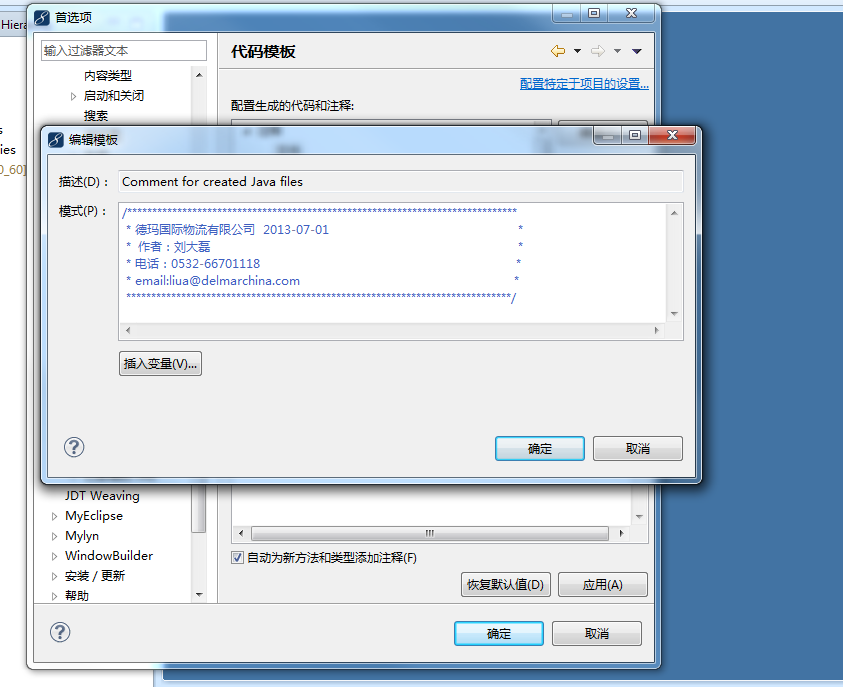 Hiera
首选项
输入过滤器文本
代码模板
内容类型
启动和关闭
搜索
配置特定于项目的设置...
配置生成的代码和注释:
ies
0_60]
编辑模板
描述(D)：
Comment for created Java files
模式(P)：
/******************************************************************************
* 德玛国际物流有限公司 2013-07-01 *
* 作者：刘大磊 *
* 电话：0532-66701118 *
* email:liua@delmarchina.com *
*****************************************************************************/
插入变量(V)...
确定
取消
JDT Weaving
MyEclipse
Mylyn
WindowBuilder
安装 / 更新
帮助
自动为新方法和类型添加注释(F)
恢复默认值(D)
应用(A)
确定
取消